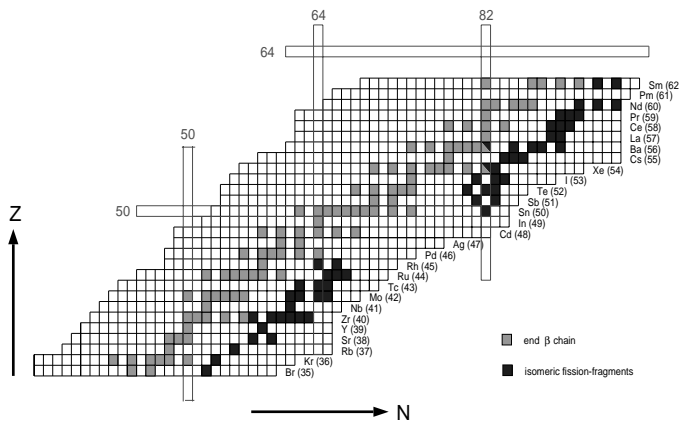 64
82
64
Sm (62
Pm (61)
Nd (60)
Pr (59)
Ce (58)
La (57)
50
Ba (56)
Cs (55)
Xe (54)
I (53)
Te (52)
Z
50
Sb (51)
Sn (50)
In (49)
Cd (48)
Ag (47)
Pd (46)
Rh (45)
Ru (44)
Tc (43)
Mo (42)
Nb (41)
Zr (40)
Y (39)
Sr (38)
Rb (37)
Kr (36)
Br (35)
end β chain
isomeric fission-fragments
N